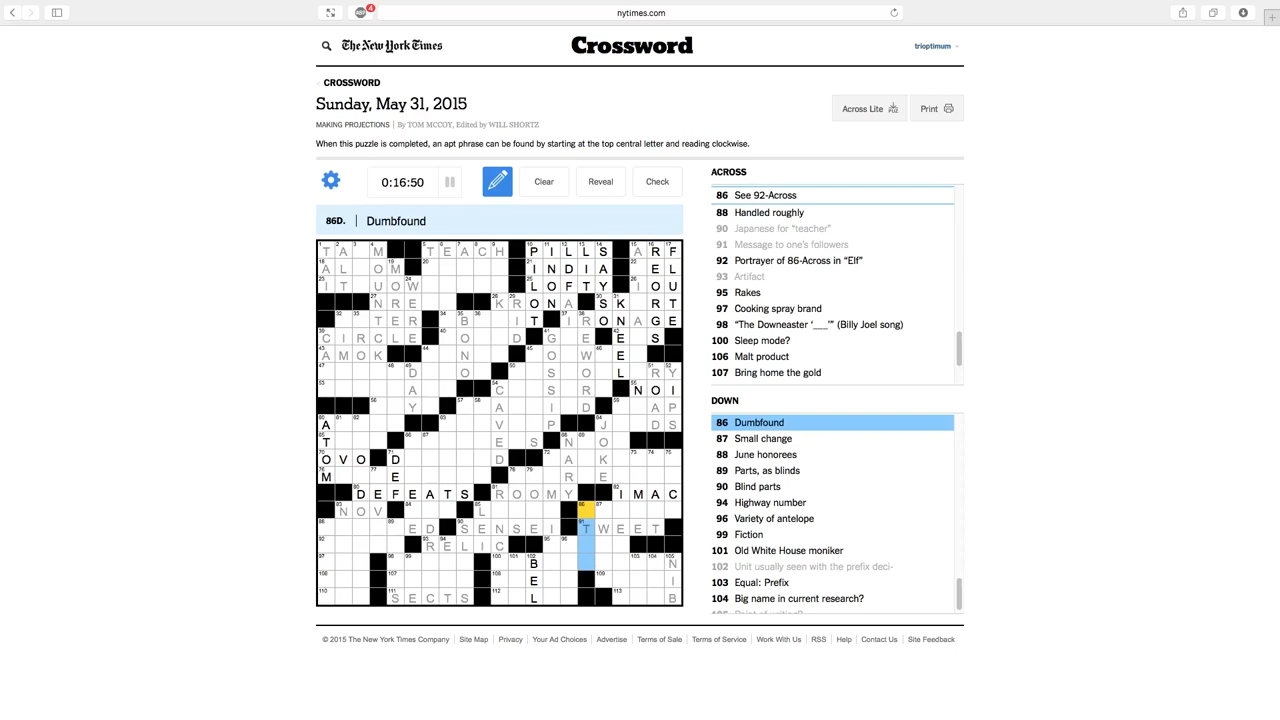 4
nytimes.com
The New York Times
Crossword
trioptimum
CROSSWORD
Sunday, May 31, 2015
Across Lite
Print
MAKING PROJECTIONS | By TOM MCCOY, Edited by WILL SHORTZ
When this puzzle is completed, an apt phrase can be found by starting at the top central letter and reading clockwise.
0:16:50
Clear
Reveal
Check
86D. | Dumbfound
ACROSS
86 See 92-Across
88 Handled roughly
90 Japanese for "teacher"
91 Message to one's followers
92 Portrayer of 86-Across in "Elf"
93 Artifact
95 Rakes
97 Cooking spray brand
98 "The Downeaster '___'" (Billy Joel song)
100 Sleep mode?
106 Malt product
107 Bring home the gold
DOWN
86 Dumbfound
87 Small change
88 June honorees
89 Parts, as blinds
90 Blind parts
94 Highway number
96 Variety of antelope
99 Fiction
101 Old White House moniker
102 Unit usually seen with the prefix deci-
103 Equal: Prefix
104 Big name in current research?
T A M T E A C H P I L L S A R F
A L O M I N D I A E L
I T U O W L O F T Y I O U
N R E K R O N A S K R T
T E R B I T I R O N A G E
C I R C L E O D G E E S
A M O K N O W E
D O S O L R Y
A C S R N O I
Y A I D A P
A V P J D S
T E S N O
O V O D D A K
M E R E
D E F E A T S R O O M Y I M A C
N O V L
E D S E N S E I T W E E T
R E L I C
B N
E I
S E C T S L B
© 2015 The New York Times Company | Site Map | Privacy | Your Ad Choices | Advertise | Terms of Sale | Terms of Service | Work With Us | RSS | Help | Contact Us | Site Feedback